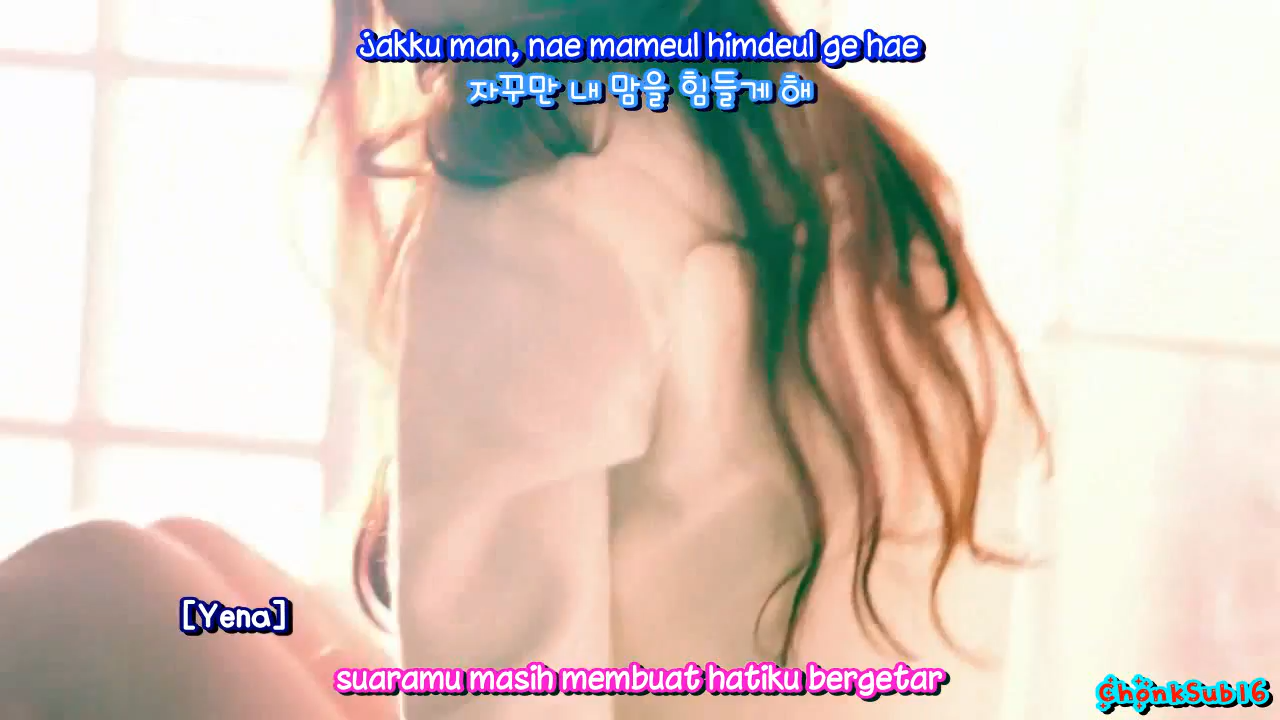 jakku man, nae mameul himdeul ge hae
자꾸만 내 맘을 힘들게 해
[Yena]
suaramu masih membuat hatiku bergetar
ChonkSub16